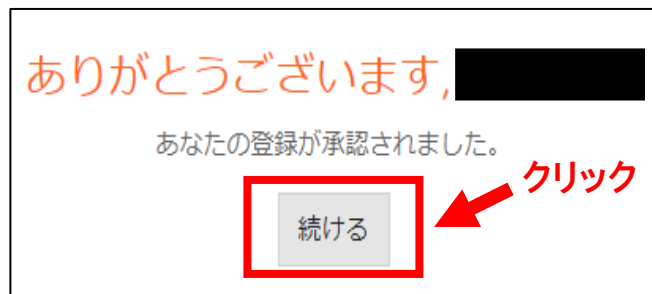 ありがとうございます,
あなたの登録が承認されました。
クリック
続ける